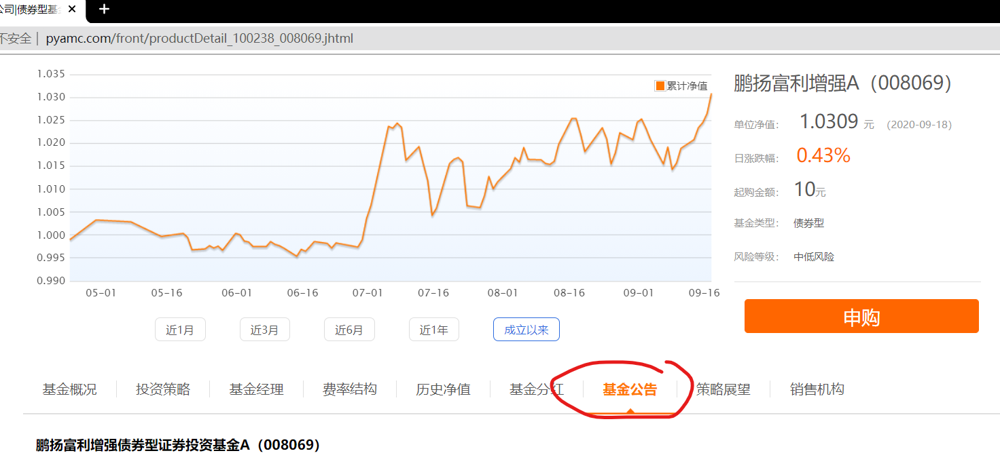 公司|债券型基 × +
不安全 | pyamc.com/front/productDetail_100238_008069.jhtml
1.035
1.030
1.025
1.020
1.015
1.010
1.005
1.000
0.995
0.990
累计净值
05-01 05-16 06-01 06-16 07-01 07-16 08-01 08-16 09-01 09-16
近1月 近3月 近6月 近1年 成立以来
鹏扬富利增强A（008069）
单位净值： 1.0309 元 （2020-09-18）
日涨跌幅： 0.43%
起购金额： 10元
基金类型： 债券型
风险等级： 中低风险
申购
基金概况 投资策略 基金经理 费率结构 历史净值 基金分红 基金公告 策略展望 销售机构
鹏扬富利增强债券型证券投资基金A（008069）